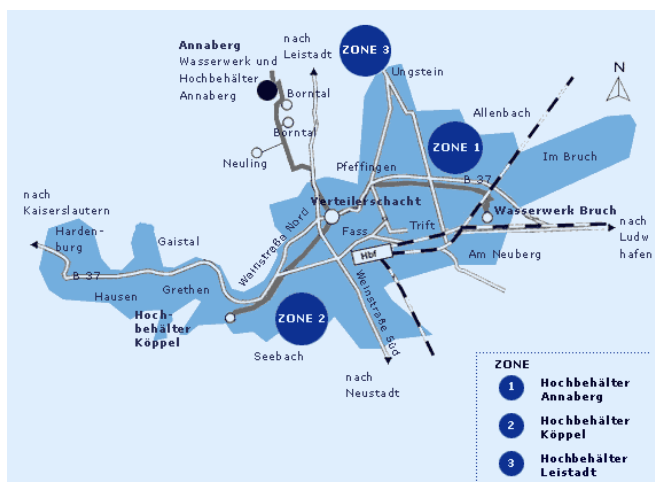 nach
Leistadt
Annaberg
Wasserwerk und
Hochbehälter
Annaberg
ZONE 3
Ungstein
N
Borntal
Borntal
Neuling
Allenbach
ZONE 1
Im Bruch
Pfeffingen
B 37
nach
Kaiserslautern
Harden-
burg
Gaistal
Weinstraße Nord
Verteilerschacht
Fass
Trift
Wasserwerk Bruch
nach
Ludw
hafen
Hbf
Am Neuberg
B 37
Hausen
Grethen
Hoch-
behälter
Köppel
ZONE 2
Weinstraße Süd
Seebach
nach
Neustadt
ZONE
1 Hochbehälter
Annaberg
2 Hochbehälter
Köppel
3 Hochbehälter
Leistadt